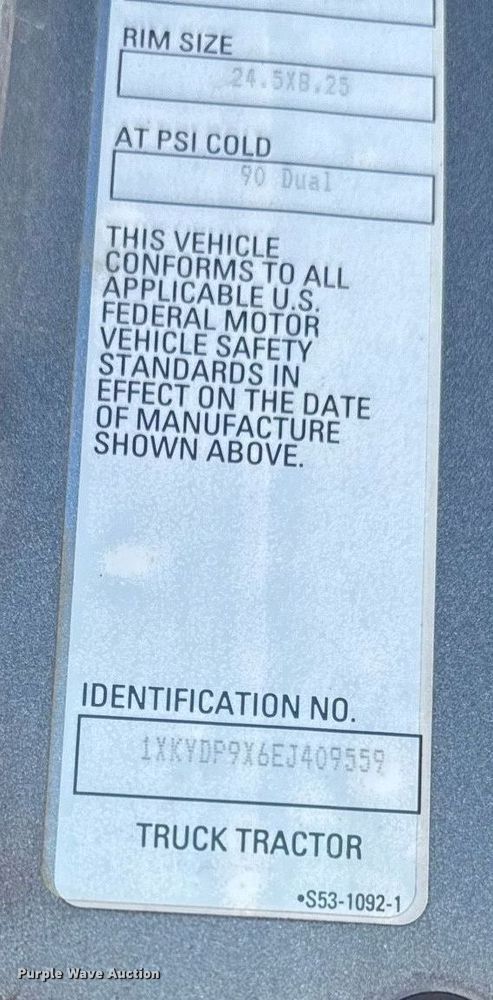 RIM SIZE
24.5X8.25
AT PSI COLD
90 Dual
THIS VEHICLE
CONFORMS TO ALL
APPLICABLE U.S.
FEDERAL MOTOR
VEHICLE SAFETY
STANDARDS IN
EFFECT ON THE DATE
OF MANUFACTURE
SHOWN ABOVE.
IDENTIFICATION NO.
1XKYDP9X6EJ409559
TRUCK TRACTOR
•S53-1092-1
Purple Wave Auction